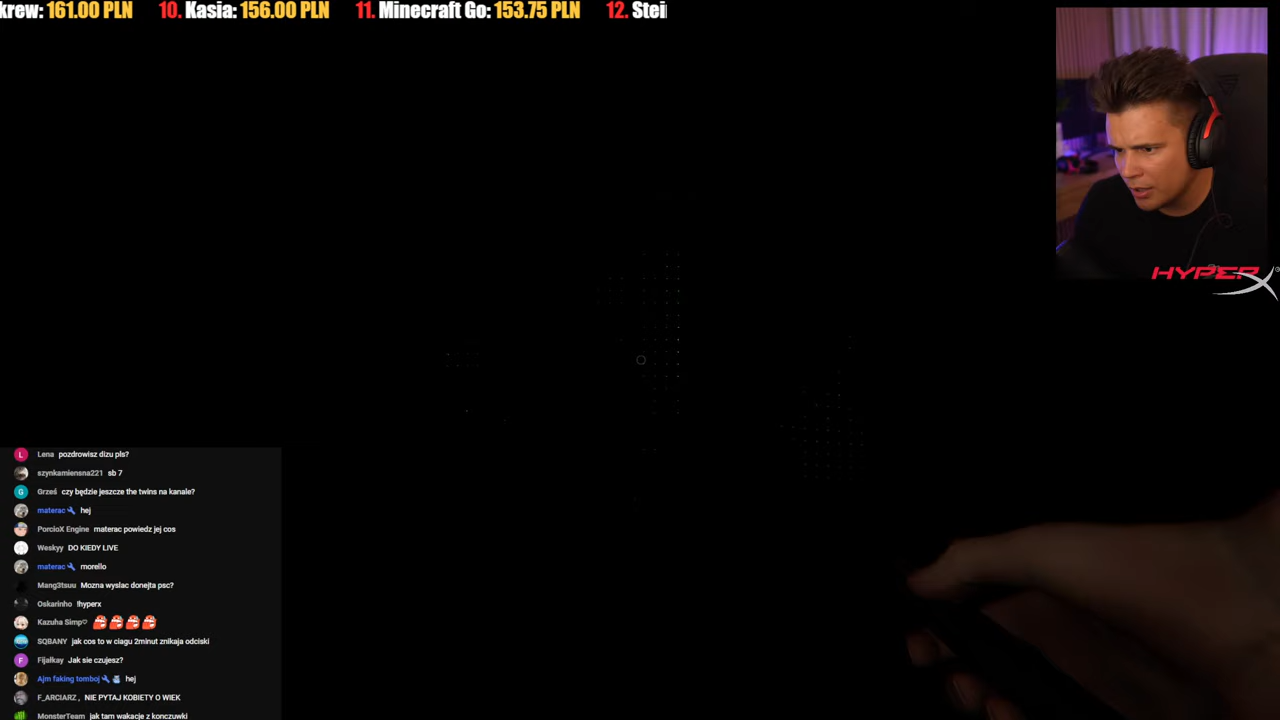 krew: 161.00 PLN 10. Kasia: 156.00 PLN 11. Minecraft Go: 153.75 PLN 12. Stei
HYPERX
L Lena pozdrowisz dizu pls?
szynkamiensna221 sb 7
G Grześ czy będzie jeszcze the twins na kanale?
materac hej
PorcioX Engine materac powiedz jej cos
Weskyy DO KIEDY LIVE
materac morello
Mang3tsuu Mozna wyslac donejta psc?
Oskarinho !hyperx
Kazuha Simp♡
SQBANY jak cos to w ciagu 2minut znikaja odciski
F Fijałkay Jak sie czujesz?
Ajm faking tomboj hej
F_ARCIARZ , NIE PYTAJ KOBIETY O WIEK
MonsterTeam jak tam wakacje z konczuwki